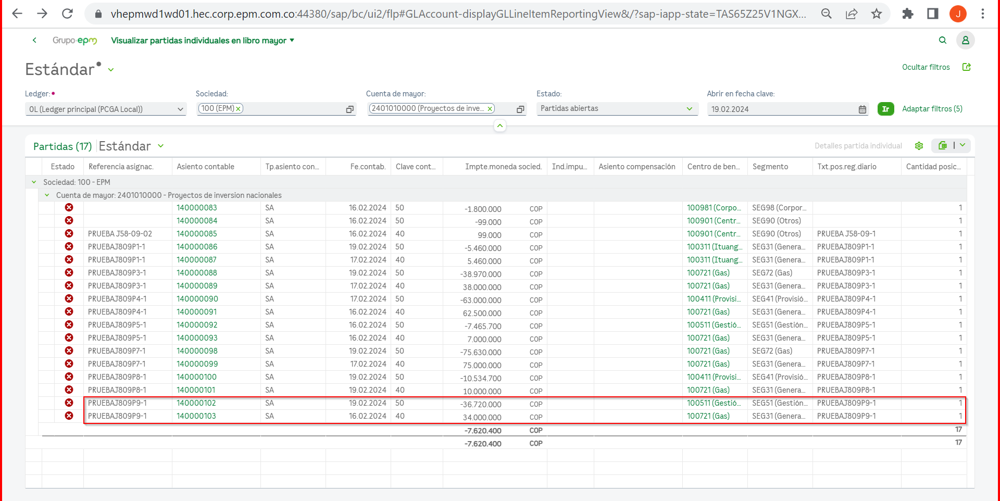 vhepmwd1wd01.hec.corp.epm.com.co:44380/sap/bc/ui2/flp#GLAccount-displayGLLineItemReportingView&/?sap-iapp-state=TAS65Z25V1NGX... J
Grupo·epm Visualizar partidas individuales en libro mayor
Estándar Ocultar filtros
Ledger: Sociedad: Cuenta de mayor: Estado: Abrir en fecha clave:
0L (Ledger principal (PCGA Local)) 100 (EPM) 2401010000 (Proyectos de inve... Partidas abiertas 19.02.2024 Ir Adaptar filtros (5)
Partidas (17) Estándar Detalles partida individual
Estado Referencia asignac. Asiento contable Tp.asiento con... Fe.contab. Clave cont... Impte.moneda socied. Ind.impu... Asiento compensación Centro de ben... Segmento Txt.pos.reg.diario Cantidad posic...
Sociedad: 100 - EPM
Cuenta de mayor: 2401010000 - Proyectos de inversion nacionales
140000083 SA 16.02.2024 50 -1.800.000 COP 100981 (Corpo... SEG98 (Corpor... 1
140000084 SA 16.02.2024 50 -99.000 COP 100901 (Centr... SEG90 (Otros) 1
PRUEBA J58-09-02 140000085 SA 16.02.2024 40 99.000 COP 100901 (Centr... SEG90 (Otros) PRUEBA J58-09-1 1
PRUEBAJ809P1-1 140000086 SA 19.02.2024 50 -5.460.000 COP 100311 (Ituang... SEG31 (Genera... PRUEBAJ809P1-1 1
PRUEBAJ809P1-1 140000087 SA 17.02.2024 40 5.460.000 COP 100311 (Ituang... SEG31 (Genera... PRUEBAJ809P1-1 1
PRUEBAJ809P3-1 140000088 SA 19.02.2024 50 -38.970.000 COP 100721 (Gas) SEG72 (Gas) PRUEBAJ809P3-1 1
PRUEBAJ809P3-1 140000089 SA 17.02.2024 40 38.000.000 COP 100721 (Gas) SEG31 (Genera... PRUEBAJ809P3-1 1
PRUEBAJ809P4-1 140000090 SA 17.02.2024 50 -63.000.000 COP 100411 (Provisi... SEG41 (Provisió... PRUEBAJ809P4-1 1
PRUEBAJ809P4-1 140000091 SA 16.02.2024 40 62.500.000 COP 100721 (Gas) SEG31 (Genera... PRUEBAJ809P4-1 1
PRUEBAJ809P5-1 140000092 SA 16.02.2024 50 -7.465.700 COP 100511 (Gestió... SEG51 (Gestión... PRUEBAJ809P5-1 1
PRUEBAJ809P5-1 140000093 SA 16.02.2024 40 7.000.000 COP 100721 (Gas) SEG31 (Genera... PRUEBAJ809P5-1 1
PRUEBAJ809P7-1 140000098 SA 19.02.2024 50 -75.630.000 COP 100721 (Gas) SEG72 (Gas) PRUEBAJ809P7-1 1
PRUEBAJ809P7-1 140000099 SA 17.02.2024 40 75.000.000 COP 100721 (Gas) SEG31 (Genera... PRUEBAJ809P7-1 1
PRUEBAJ809P8-1 140000100 SA 19.02.2024 50 -10.534.700 COP 100411 (Provisi... SEG41 (Provisió... PRUEBAJ809P8-1 1
PRUEBAJ809P8-1 140000101 SA 19.02.2024 40 10.000.000 COP 100721 (Gas) SEG31 (Genera... PRUEBAJ809P8-1 1
PRUEBAJ809P9-1 140000102 SA 19.02.2024 50 -36.720.000 COP 100511 (Gestió... SEG51 (Gestión... PRUEBAJ809P9-1 1
PRUEBAJ809P9-1 140000103 SA 16.02.2024 40 34.000.000 COP 100721 (Gas) SEG31 (Genera... PRUEBAJ809P9-1 1
-7.620.400 COP 17
-7.620.400 COP 17